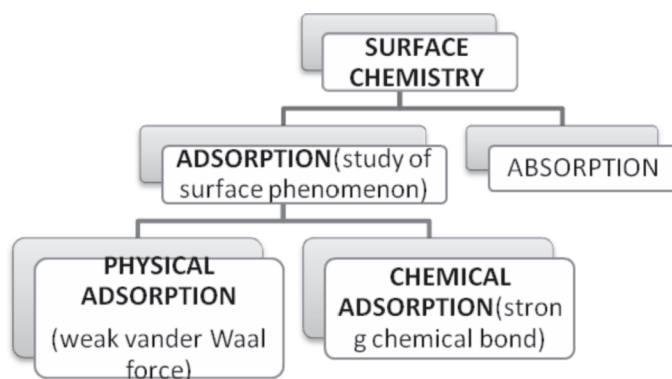 SURFACE
CHEMISTRY
ADSORPTION(study of
surface phenomenon)
ABSORPTION
PHYSICAL
ADSORPTION
(weak vander Waal
force)
CHEMICAL
ADSORPTION(stron
g chemical bond)